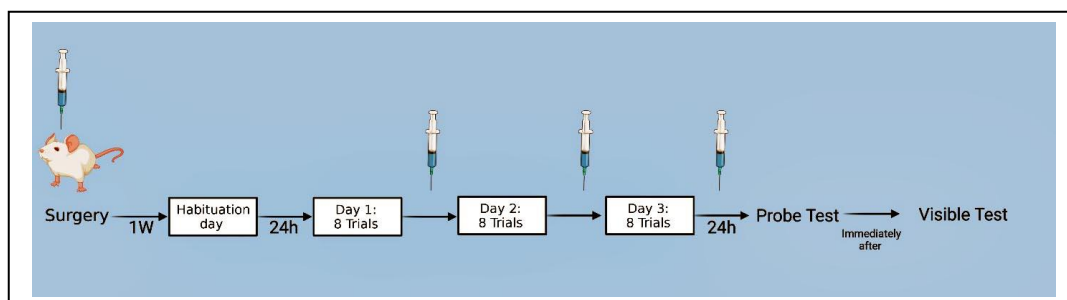 Surgery
1W
Habituation
day
24h
Day 1:
8 Trials
Day 2:
8 Trials
Day 3:
8 Trials
24h
Probe Test
Immediately
after
Visible Test